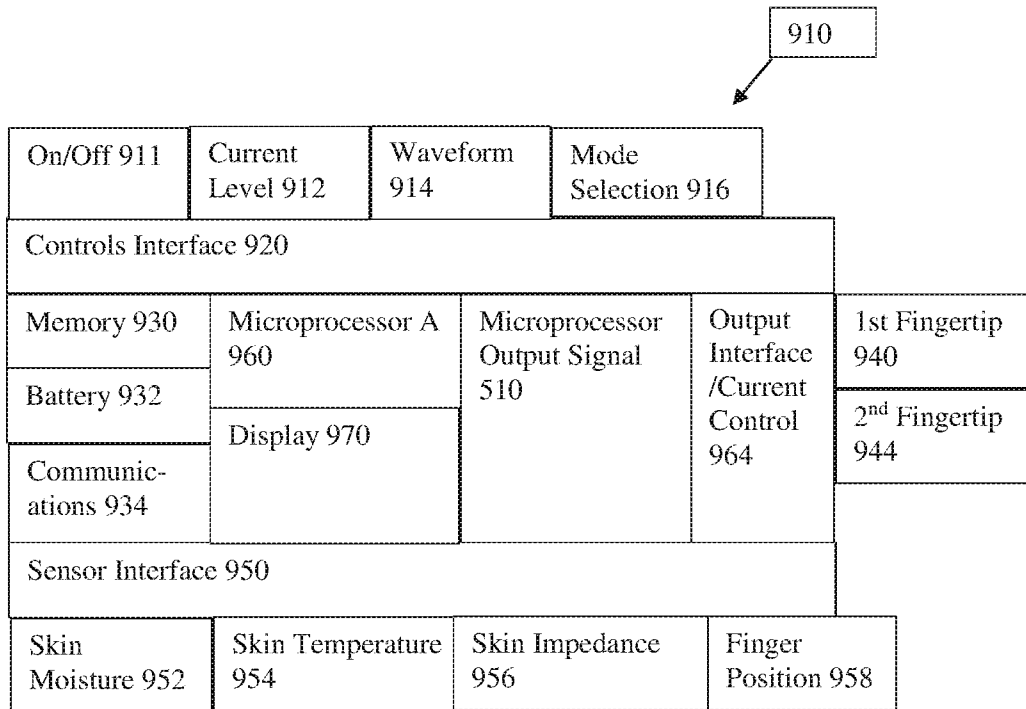 910
On/Off 911
Current
Level 912
Waveform
914
Mode
Selection 916
Controls Interface 920
Memory 930
Battery 932
Communic-
ations 934
Microprocessor A
960
Display 970
Microprocessor
Output Signal
510
Output
Interface
/Current
Control
964
1st Fingertip
940
2nd Fingertip
944
Sensor Interface 950
Skin
Moisture 952
Skin Temperature
954
Skin Impedance
956
Finger
Position 958